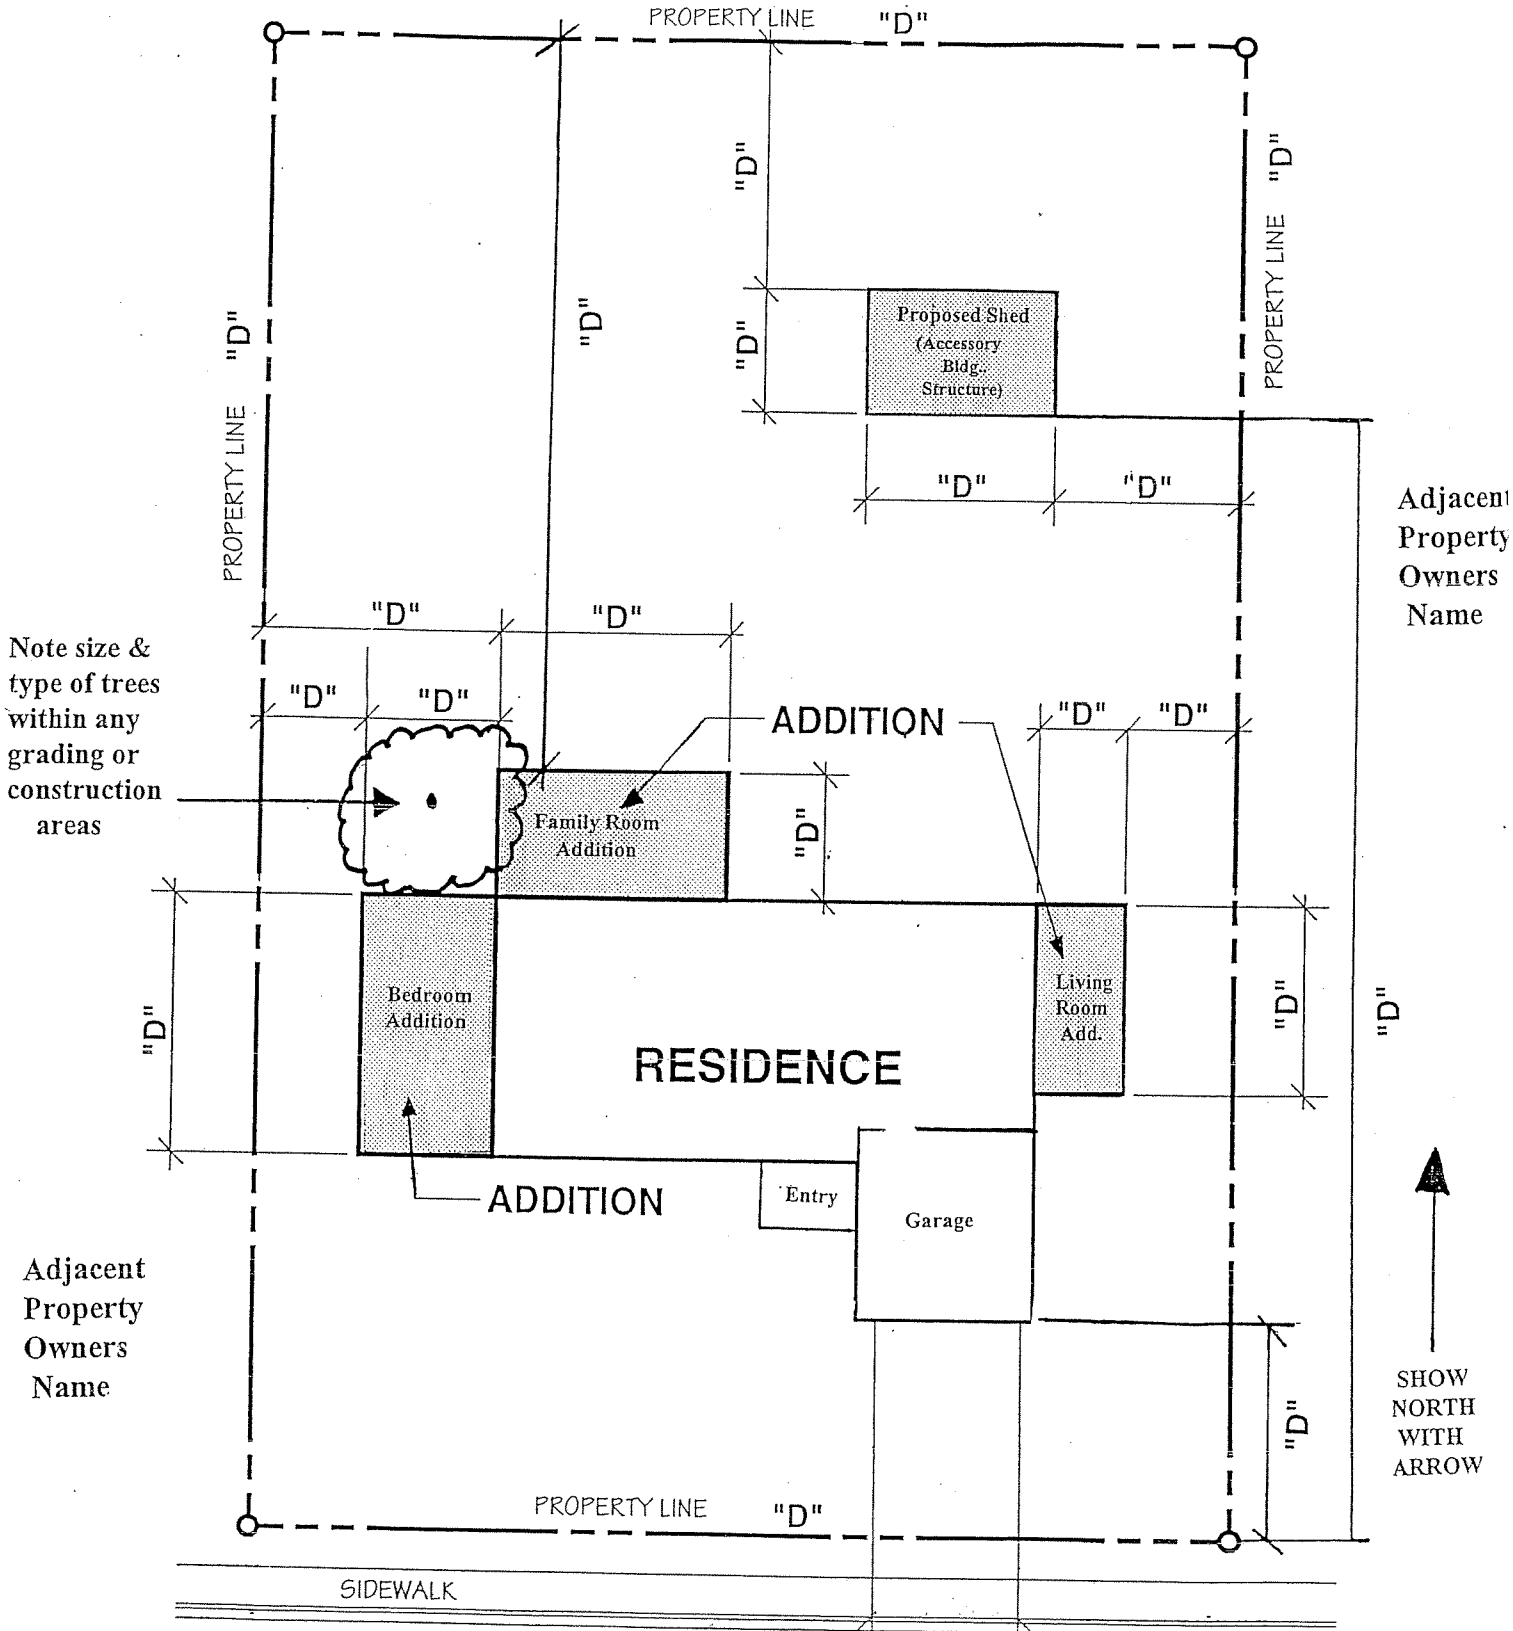 PROPERTY LINE "D"
"D"
PROPERTY LINE "D"
"D"
PROPERTY LINE "D"
"D"
Proposed Shed
(Accessory
Bldg.,
Structure)
"D"
"D" "D"
Adjacent
Property
Owners
Name
"D" "D"
Note size &
type of trees
within any
grading or
construction
areas
"D" "D"
ADDITION
"D" "D"
Family Room
Addition
"D"
Bedroom
Addition
"D"
Living
Room
Add.
"D"
"D"
RESIDENCE
ADDITION
Entry
Garage
Adjacent
Property
Owners
Name
SHOW
NORTH
WITH
ARROW
"D"
PROPERTY LINE "D"
SIDEWALK